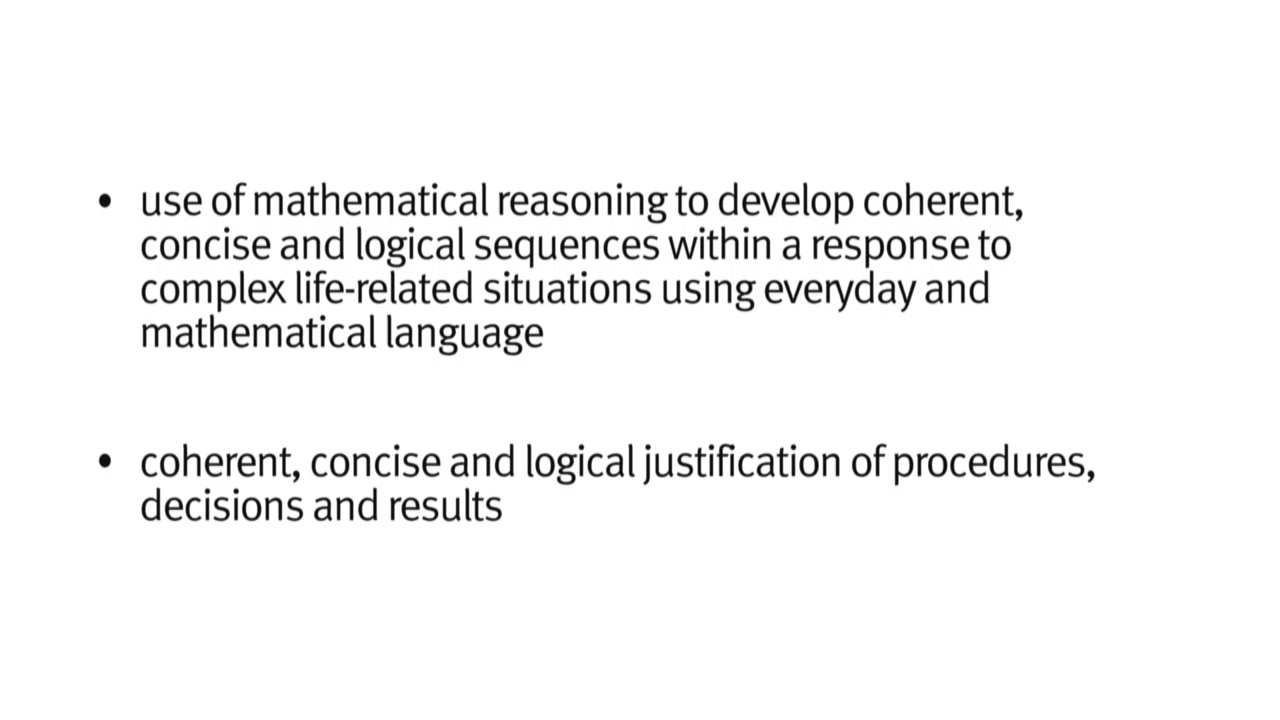 • use of mathematical reasoning to develop coherent,
concise and logical sequences within a response to
complex life-related situations using everyday and
mathematical language
• coherent, concise and logical justification of procedures,
decisions and results